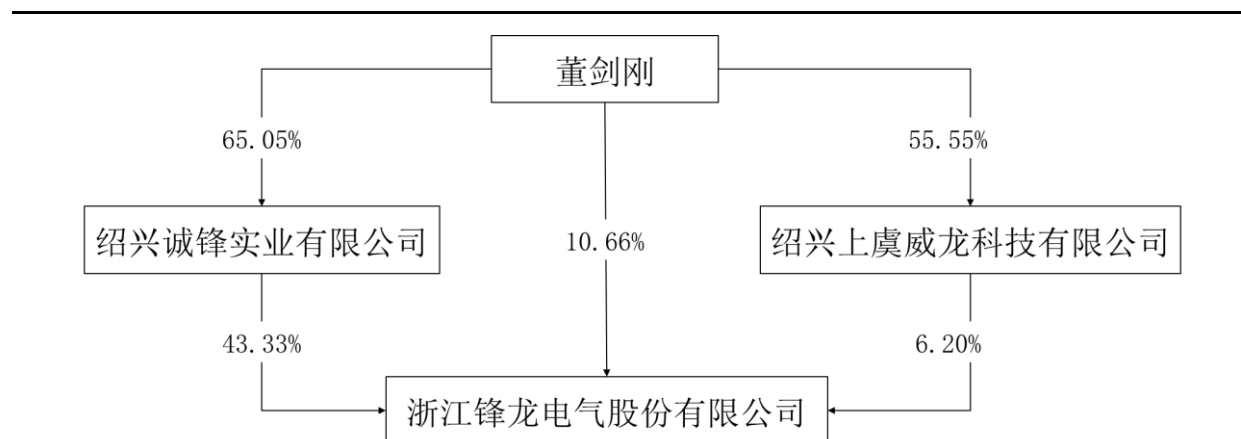 董剑刚
65.05%
55.55%
绍兴诚锋实业有限公司
10.66%
绍兴上虞威龙科技有限公司
43.33%
6.20%
浙江锋龙电气股份有限公司